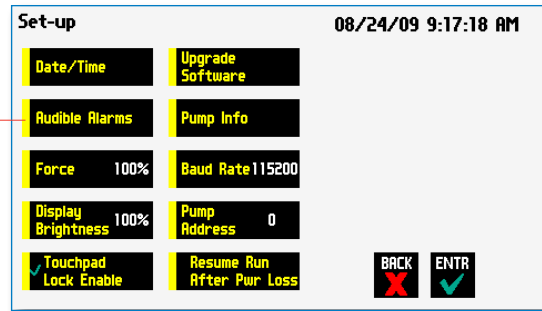 Set-up 08/24/09 9:17:18 AM
Date/Time
Upgrade
Software
Audible Alarms
Pump Info
Force 100%
Baud Rate 115200
Display
Brightness 100%
Pump
Address 0
Touchpad
Lock Enable
Resume Run
After Pwr Loss
BACK
ENTR